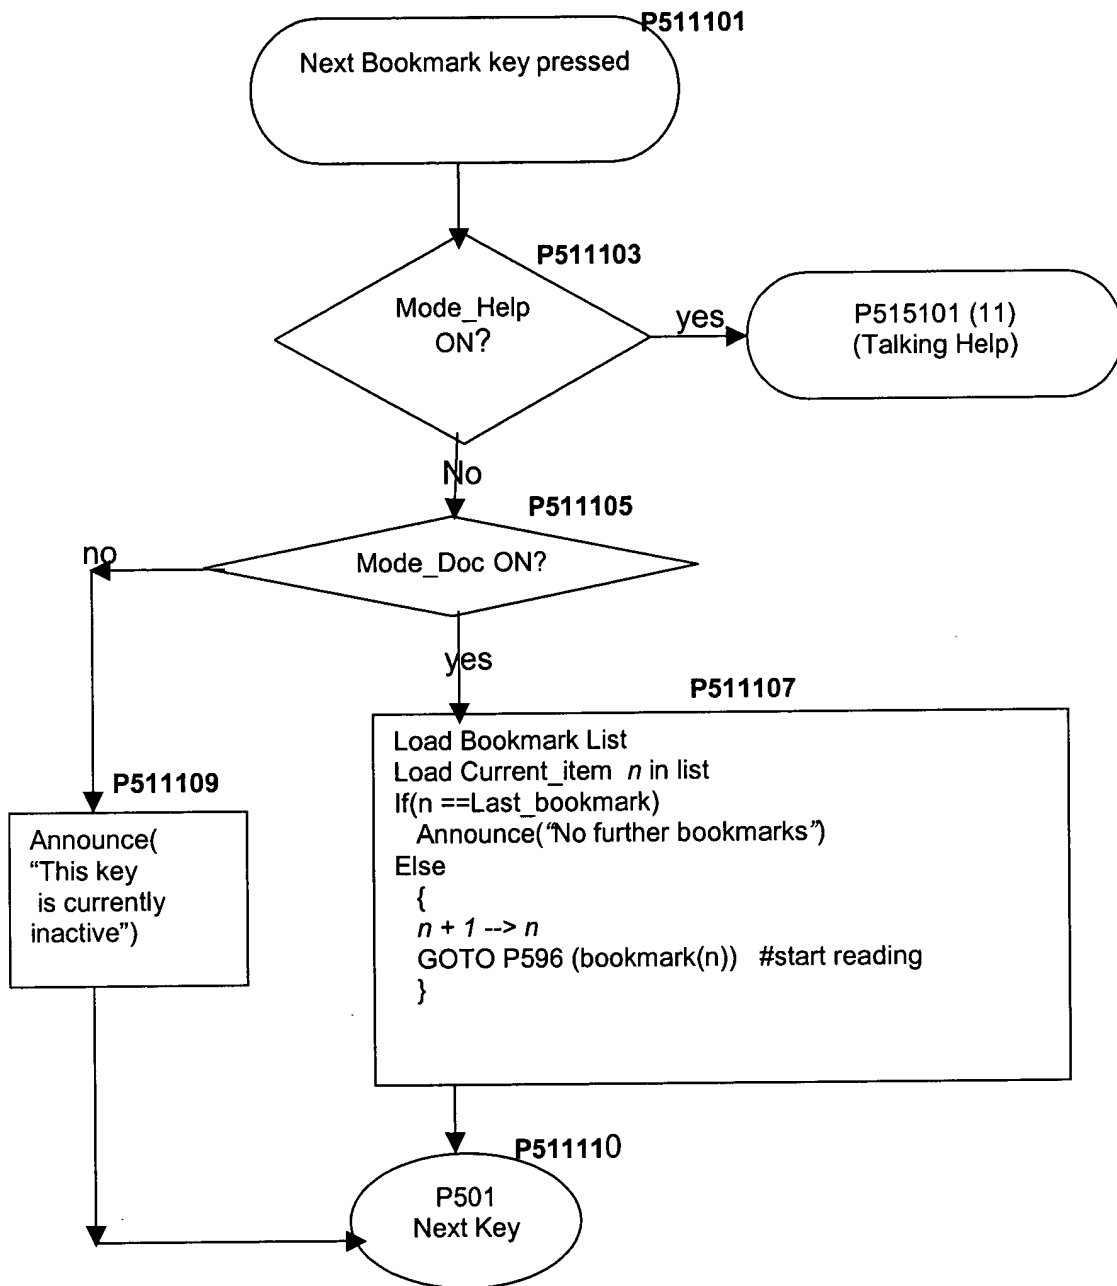 P511101
Next Bookmark key pressed
P511103
Mode_Help
ON?
yes
P515101 (11)
(Talking Help)
No
P511105
Mode_Doc ON?
no
yes
P511107
Load Bookmark List
Load Current_item n in list
If(n ==Last_bookmark)
Announce("No further bookmarks")
Else
{
n + 1 --> n
GOTO P596 (bookmark(n)) #start reading
}
P511109
Announce(
“This key
is currently
inactive”)
P511110
P501
Next Key